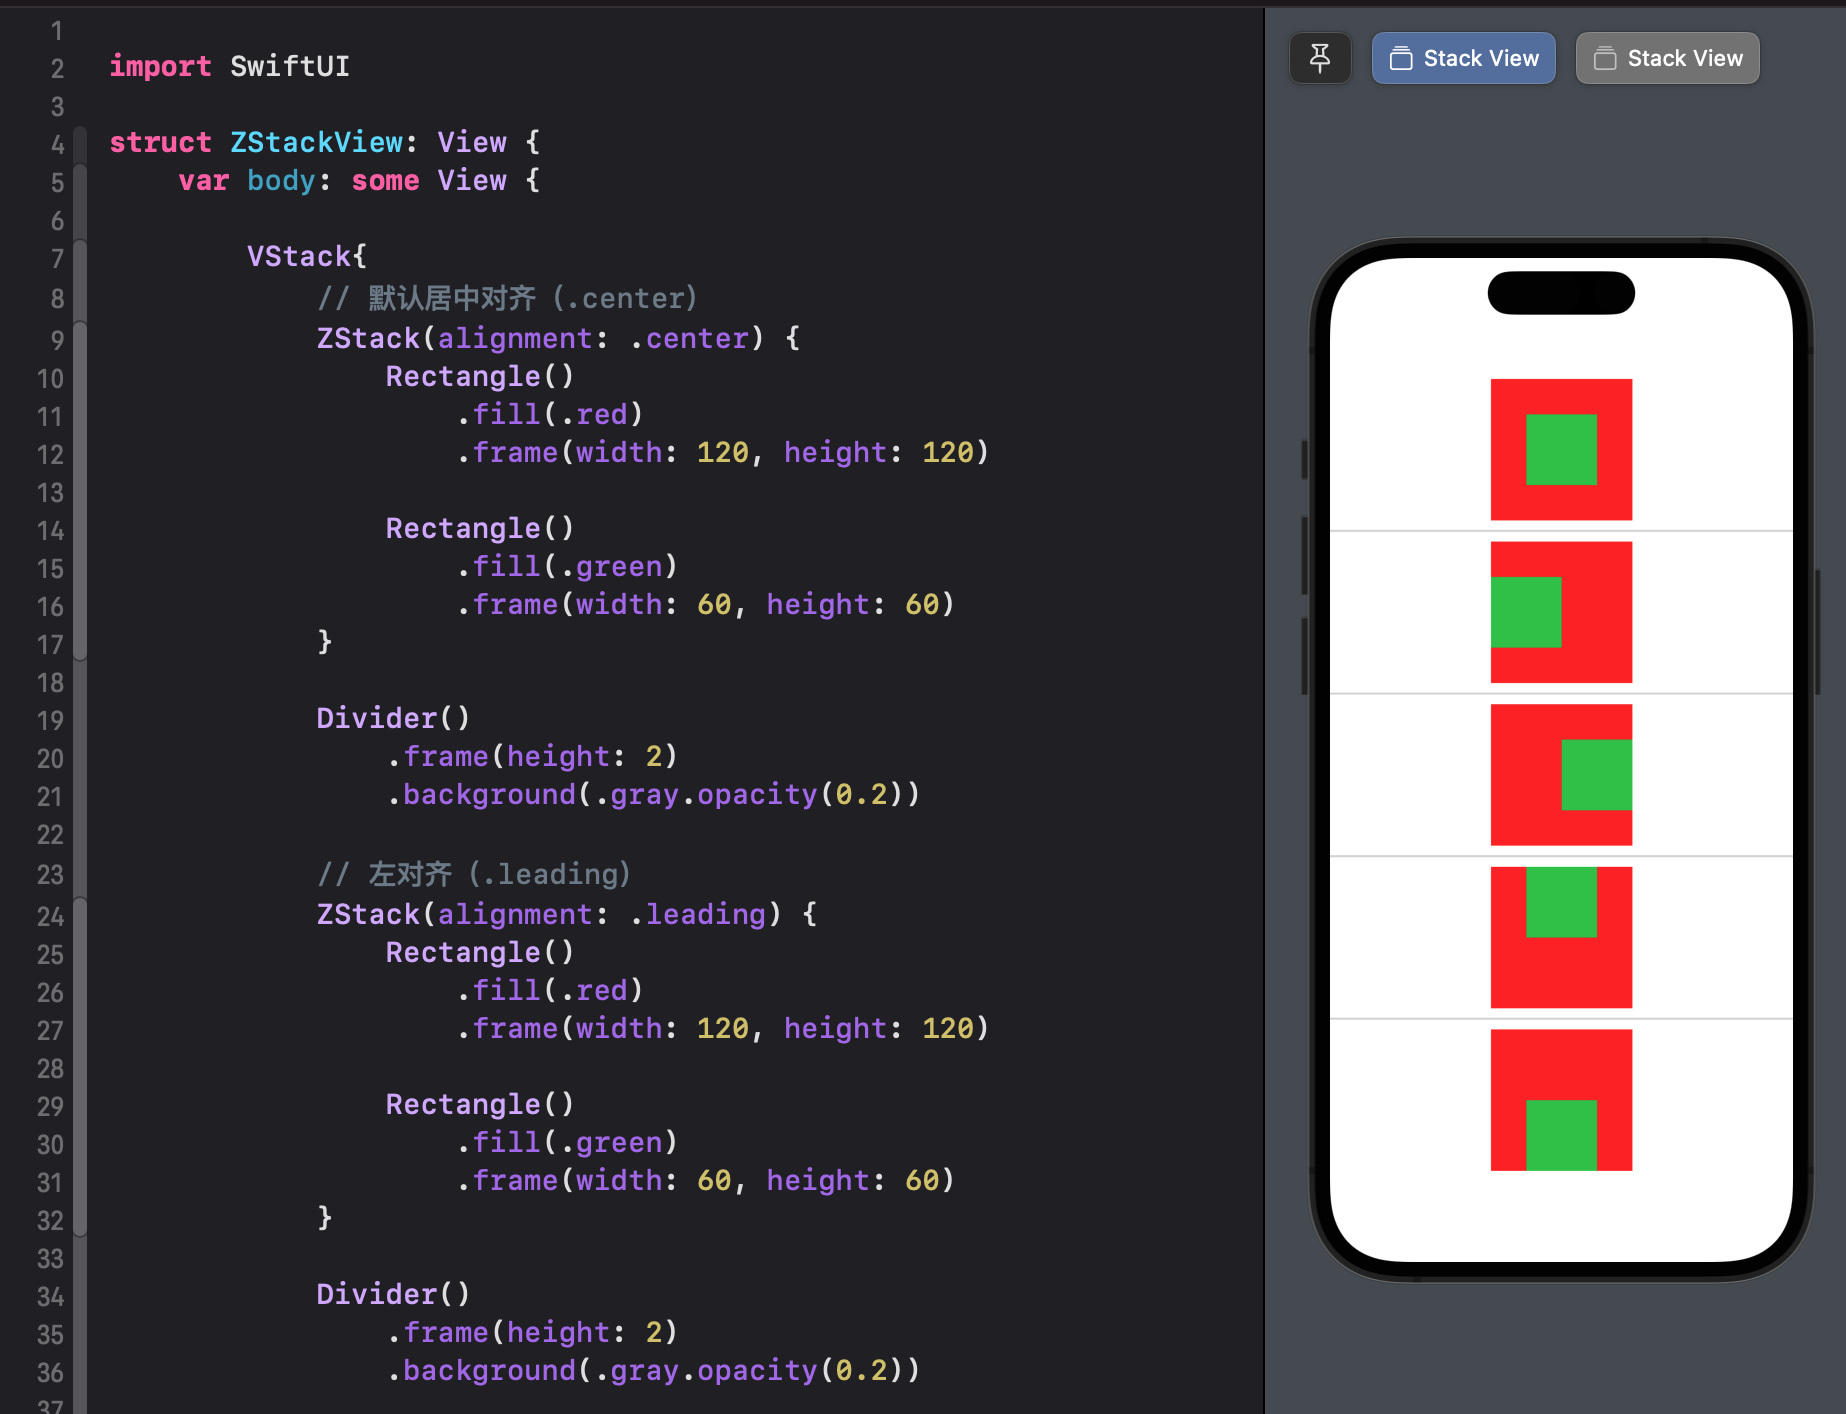 1
2 import SwiftUI
3
4 struct ZStackView: View {
5 var body: some View {
6
7 VStack{
8 // 默认居中对齐（.center）
9 ZStack(alignment: .center) {
10 Rectangle()
11 .fill(.red)
12 .frame(width: 120, height: 120)
13
14 Rectangle()
15 .fill(.green)
16 .frame(width: 60, height: 60)
17 }
18
19 Divider()
20 .frame(height: 2)
21 .background(.gray.opacity(0.2))
22
23 // 左对齐（.leading）
24 ZStack(alignment: .leading) {
25 Rectangle()
26 .fill(.red)
27 .frame(width: 120, height: 120)
28
29 Rectangle()
30 .fill(.green)
31 .frame(width: 60, height: 60)
32 }
33
34 Divider()
35 .frame(height: 2)
36 .background(.gray.opacity(0.2))
37
Stack View
Stack View